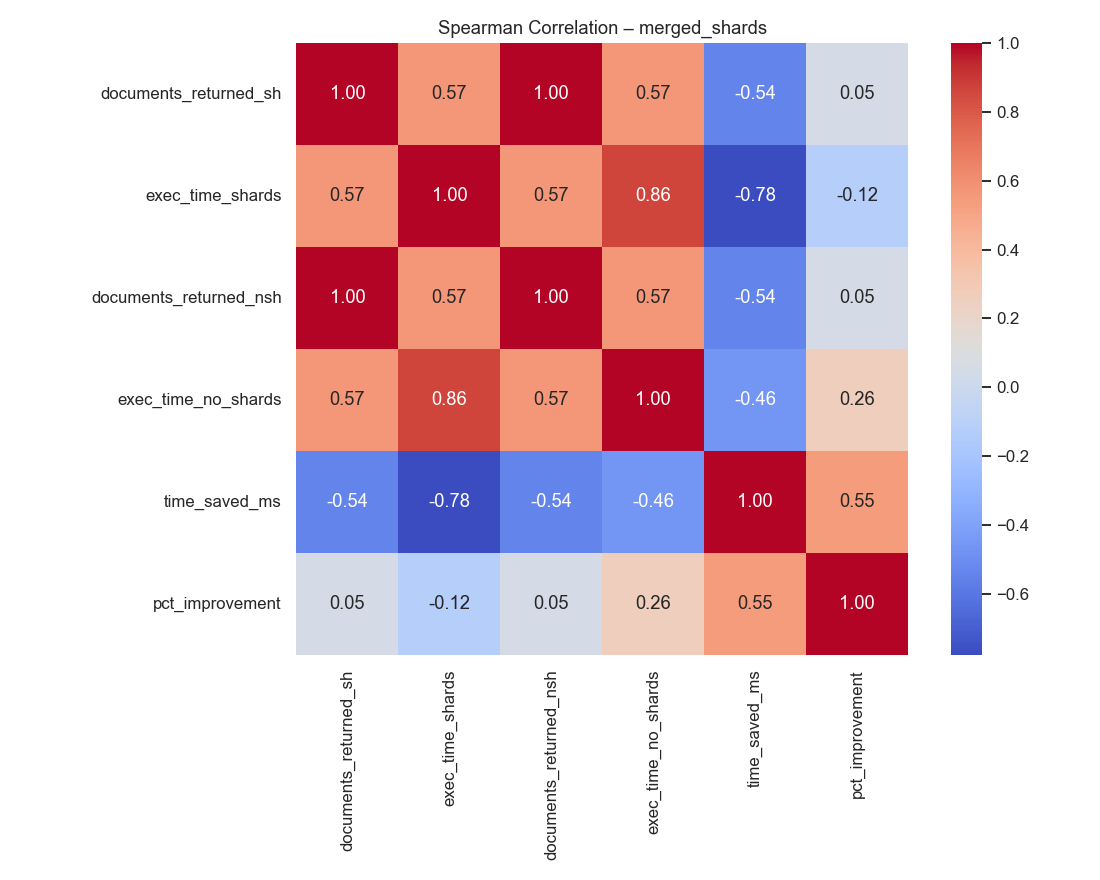 Spearman Correlation – merged_shards
documents_returned_sh 1.00 0.57 1.00 0.57 -0.54 0.05
exec_time_shards 0.57 1.00 0.57 0.86 -0.78 -0.12
documents_returned_nsh 1.00 0.57 1.00 0.57 -0.54 0.05
exec_time_no_shards 0.57 0.86 0.57 1.00 -0.46 0.26
time_saved_ms -0.54 -0.78 -0.54 -0.46 1.00 0.55
pct_improvement 0.05 -0.12 0.05 0.26 0.55 1.00
documents_returned_sh
exec_time_shards
documents_returned_nsh
exec_time_no_shards
time_saved_ms
pct_improvement
1.0
0.8
0.6
0.4
0.2
0.0
−0.2
−0.4
−0.6